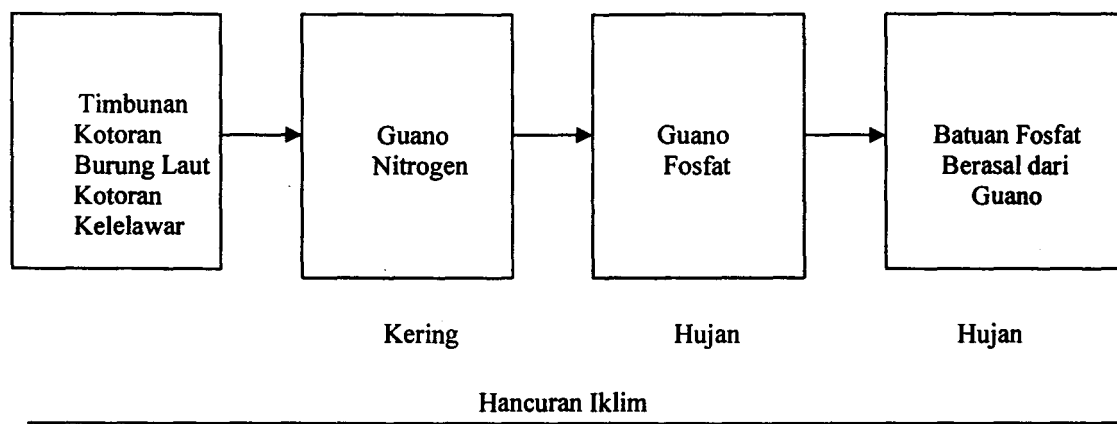 Timbunan
Kotoran
Burung Laut
Kotoran
Kelelawar
Guano
Nitrogen
Guano
Fosfat
Batuan Fosfat
Berasal dari
Guano
Kering
Hujan
Hujan
Hancuran Iklim